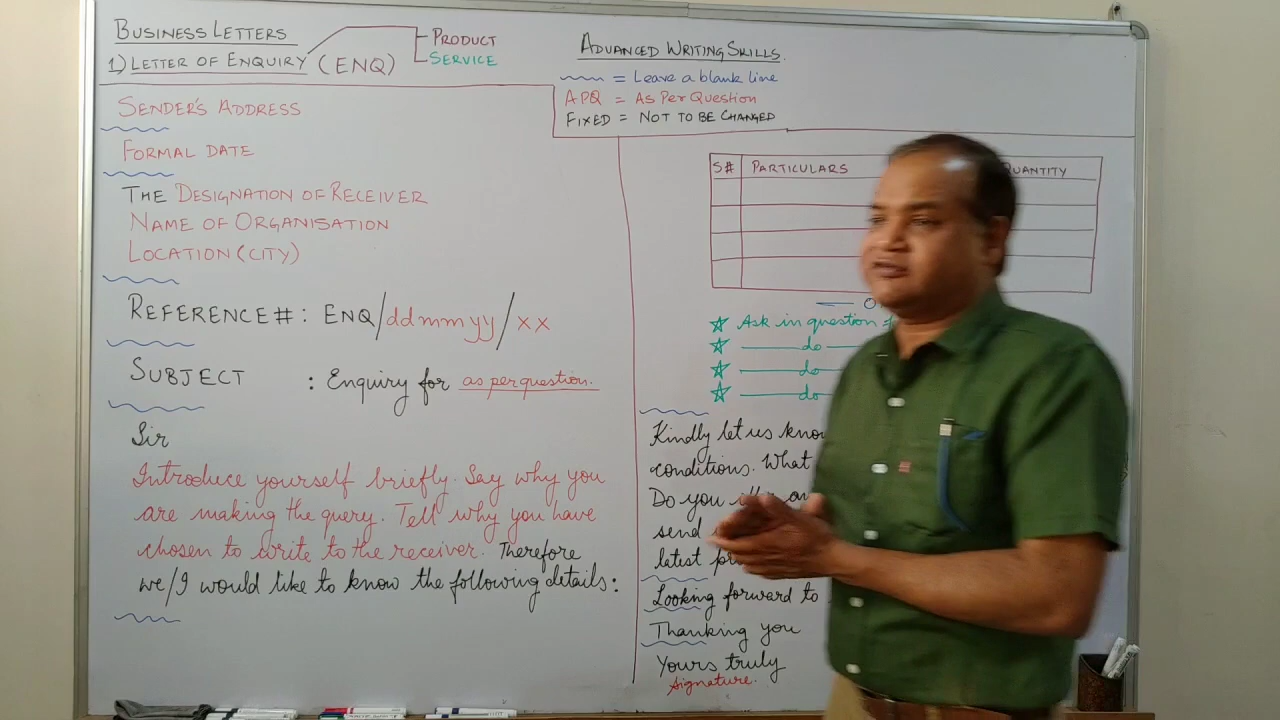 BUSINESS LETTERS
1) LETTER OF ENQUIRY (ENQ)
PRODUCT
SERVICE
ADVANCED WRITING SKILLS.
= Leave a blank line
APQ = As Per Question
FIXED = NOT TO BE CHANGED
SENDER'S ADDRESS
FORMAL DATE
THE DESIGNATION OF RECEIVER
NAME OF ORGANISATION
LOCATION (CITY)
REFERENCE # : ENQ/ddmmyy/xx
SUBJECT : Enquiry for as per question.
Sir
Introduce yourself briefly. Say why you
are making the query. Tell why you have
chosen to write to the receiver. Therefore
we/I would like to know the following details:
S# PARTICULARS QUANTITY
Ask in question
do
do
do
Kindly let us know
conditions. What
Do you
send
latest
Looking forward to
Thanking you
Yours truly
Signature.